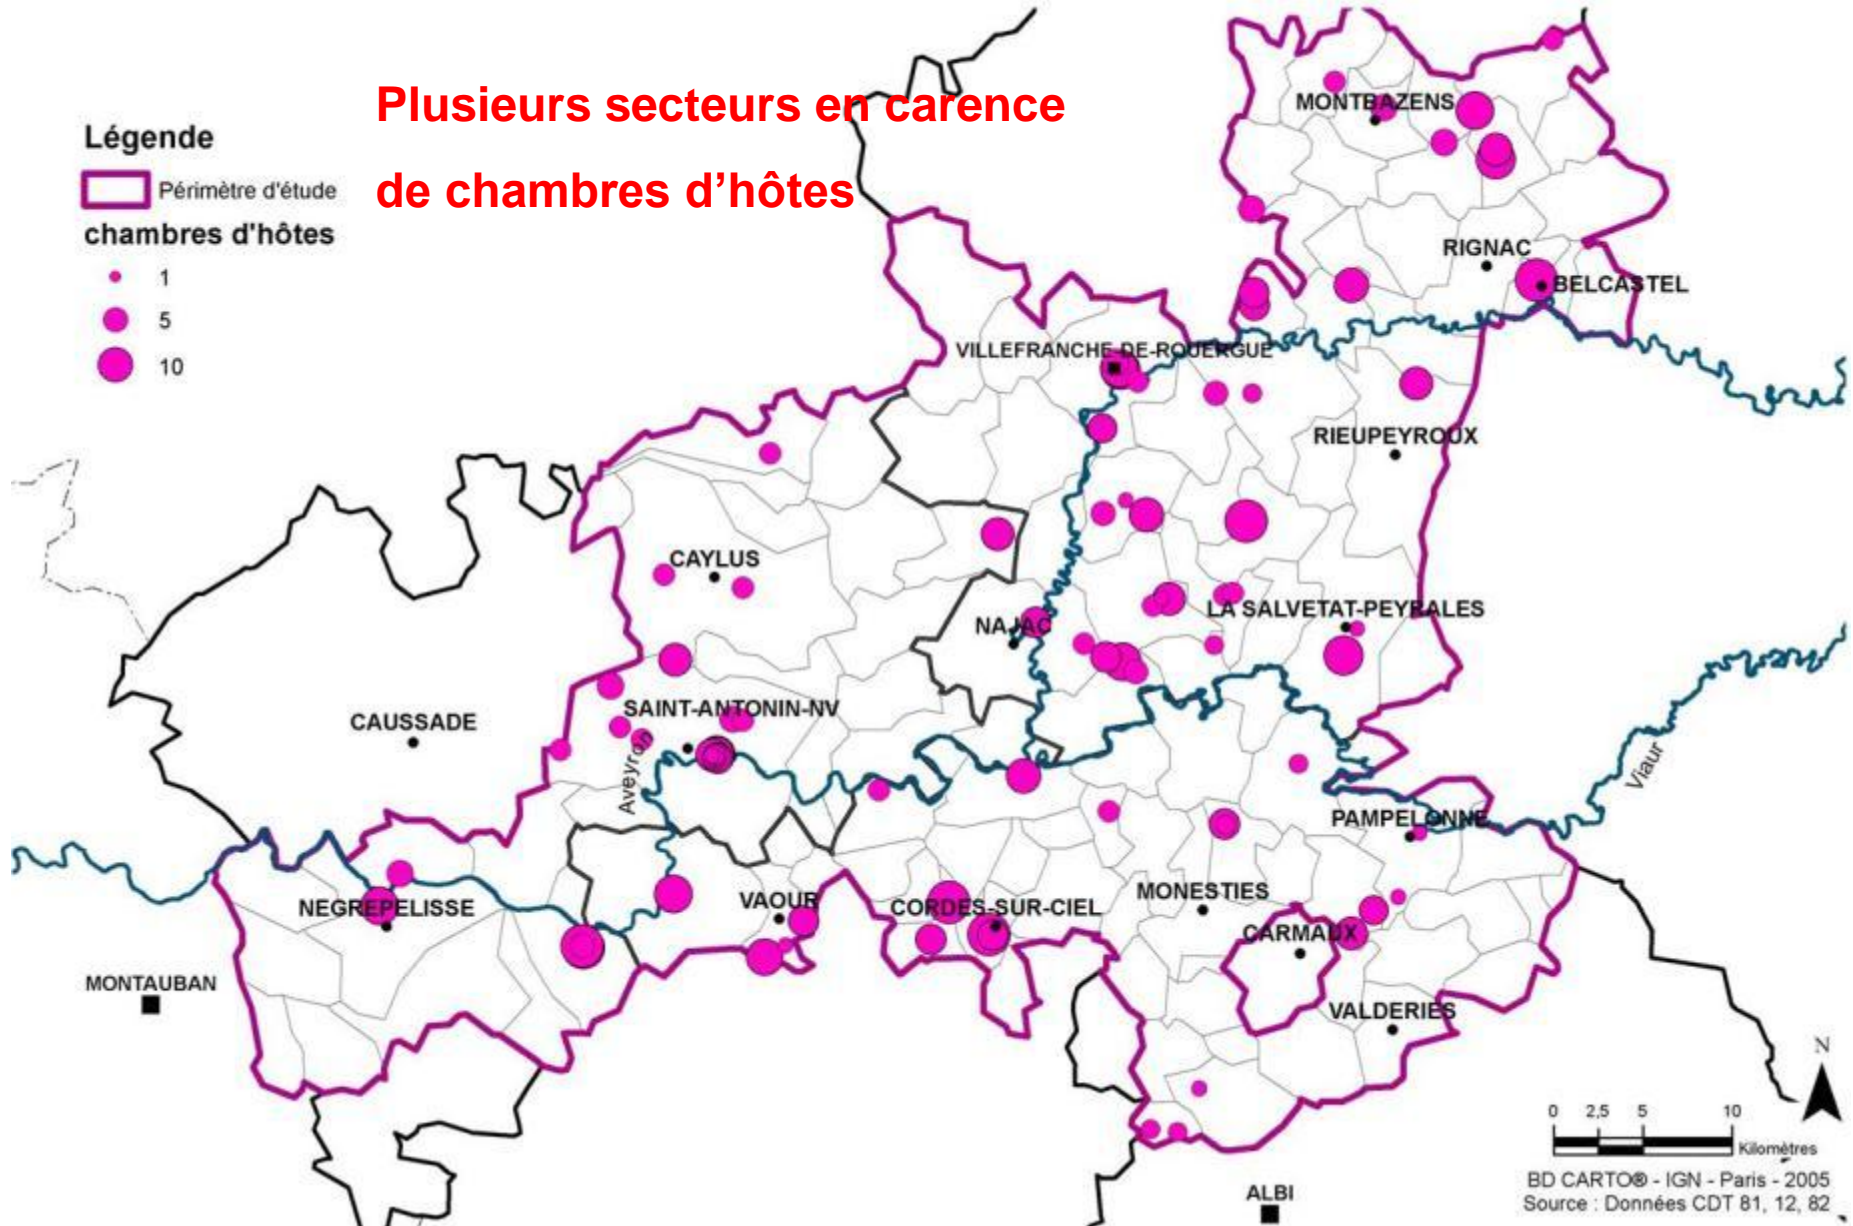 Plusieurs secteurs en carence
de chambres d’hôtes
Légende
Périmètre d'étude
chambres d'hôtes
1
5
10
MONTBAZENS
RIGNAC
BELCASTEL
VILLEFRANCHE-DE-ROUERGUE
RIEUPEYROUX
CAYLUS
NAJAC
LA SALVETAT-PEYRALES
SAINT-ANTONIN-NV
CAUSSADE
Aveyron
Viaur
PAMPELONNE
NEGREPELISSE
VAOUR
CORDES-SUR-CIEL
MONESTIES
CARMAUX
MONTAUBAN
VALDERIES
ALBI
N
0 2,5 5 10
Kilomètres
BD CARTO® - IGN - Paris - 2005
Source : Données CDT 81, 12, 82